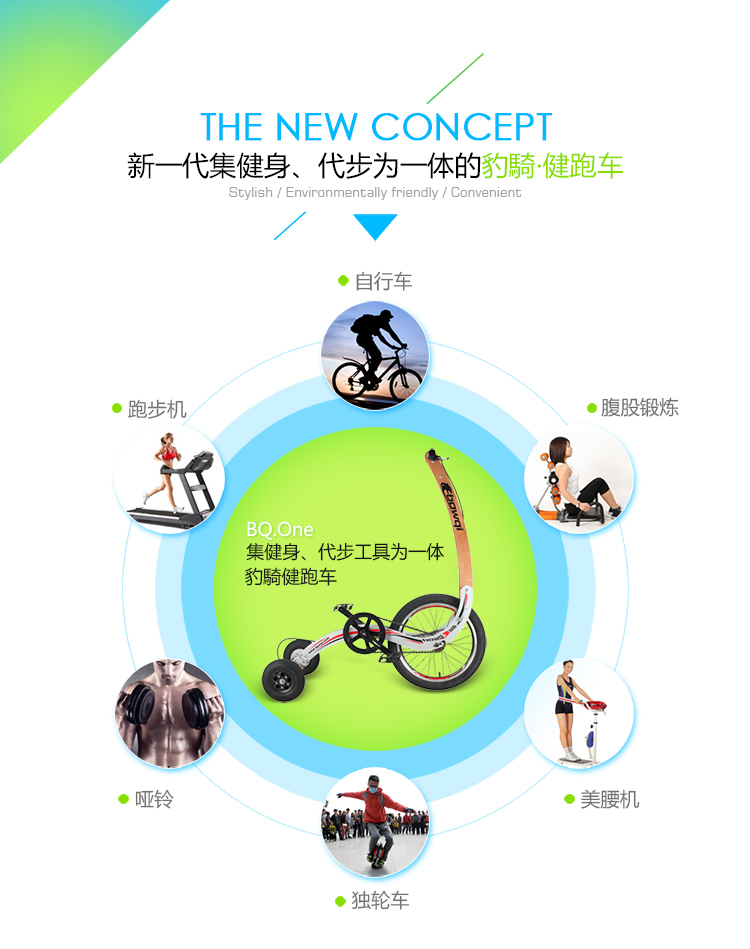 THE NEW CONCEPT
新一代集健身、代步为一体的豹騎·健跑车
Stylish / Environmentally friendly / Convenient
自行车
跑步机
腹股锻炼
BQ.One
集健身、代步工具为一体
豹騎健跑车
哑铃
美腰机
独轮车